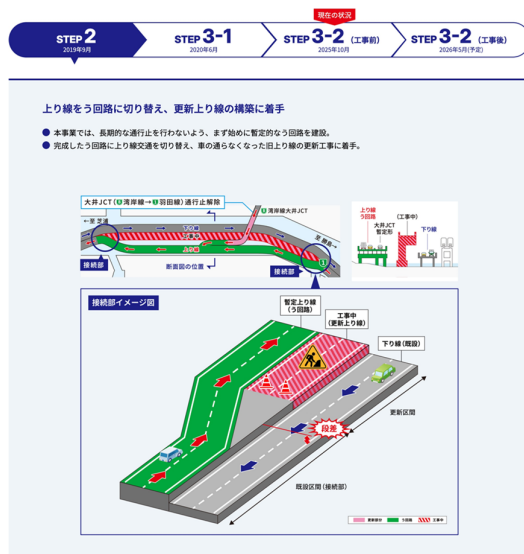 現在の状況
STEP 2
2019年9月
STEP 3-1
2020年6月
STEP 3-2 (工事前)
2025年10月
STEP 3-2 (工事後)
2026年5月(予定)
上り線をう回路に切り替え、更新上り線の構築に着手
● 本事業では、長期的な通行止を行わないよう、まず始めに暫定的なう回路を建設。
● 完成したう回路に上り線交通を切り替え、車の通らなくなった旧上り線の更新工事に着手。
大井JCT(湾岸線→1羽田線)通行止解除
湾岸線大井JCT
←至 芝浦
下り線
工事中
上り線
至 勝島→
接続部
断面図の位置
接続部
1
上り線
う回路
大井JCT
暫定形
(工事中)
下り線
接続部イメージ図
暫定上り線
(う回路)
工事中
(更新上り線)
下り線(既設)
段差
更新区間
既設区間(接続部)
更新部分
う回路
工事中